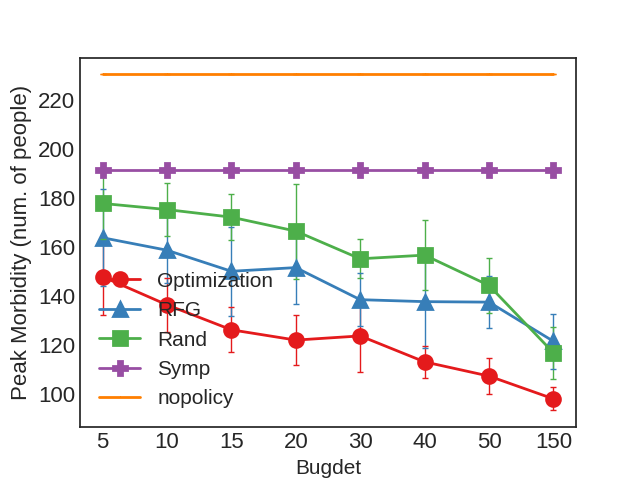 Peak Morbidity (num. of people)
220
200
180
160
140
120
100
Optimization
RFG
Rand
Symp
nopolicy
5 10 15 20 30 40 50 150
Bugdet